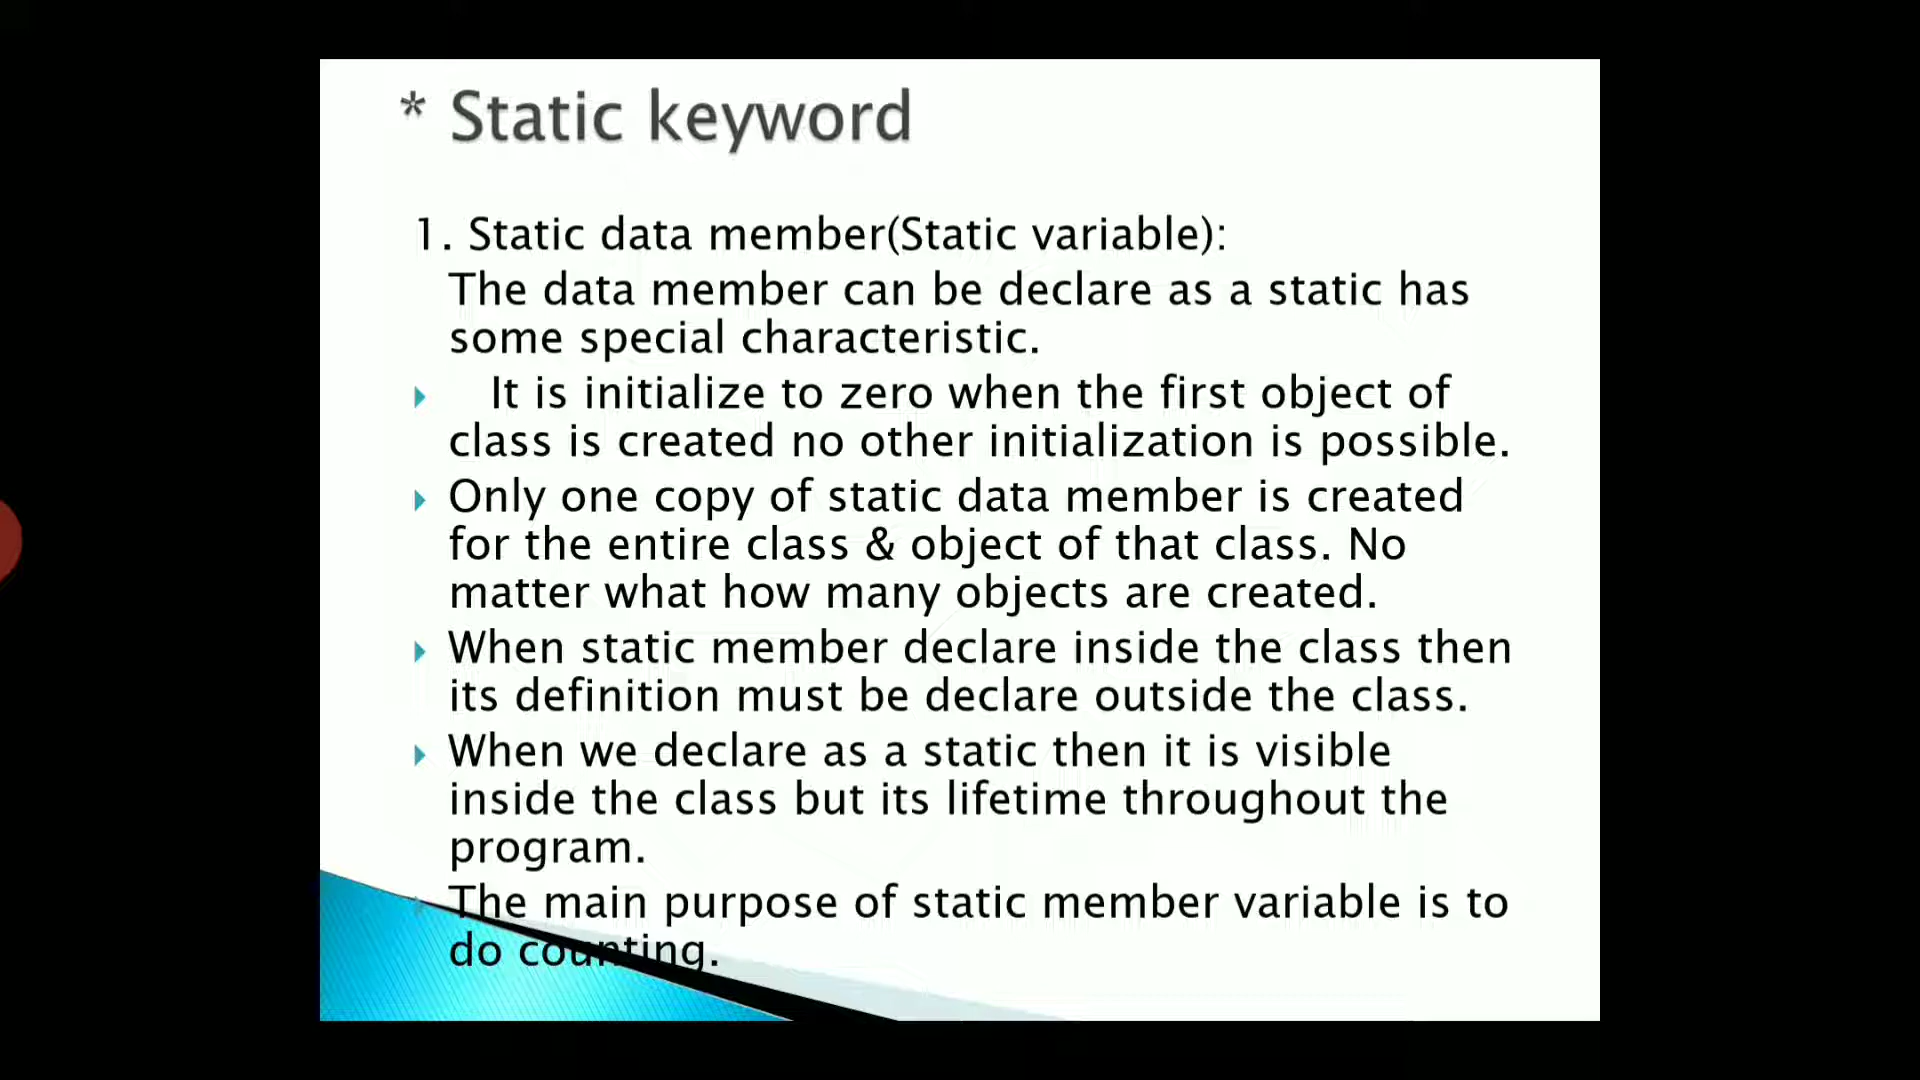 * Static keyword
1. Static data member(Static variable):
The data member can be declare as a static has
some special characteristic.
It is initialize to zero when the first object of
class is created no other initialization is possible.
Only one copy of static data member is created
for the entire class & object of that class. No
matter what how many objects are created.
When static member declare inside the class then
its definition must be declare outside the class.
When we declare as a static then it is visible
inside the class but its lifetime throughout the
program.
The main purpose of static member variable is to
do counting.